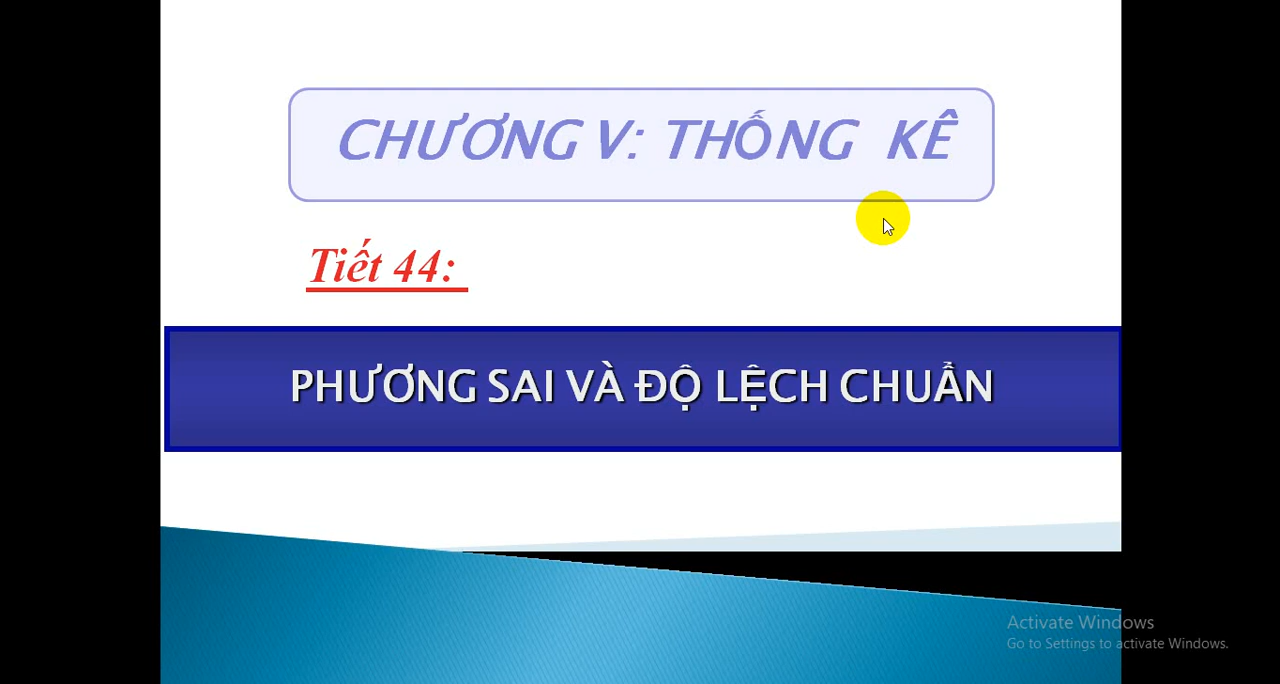 CHƯƠNG V: THỐNG KÊ
Tiết 44:
PHƯƠNG SAI VÀ ĐỘ LỆCH CHUẨN
Activate Windows
Go to Settings to activate Windows.